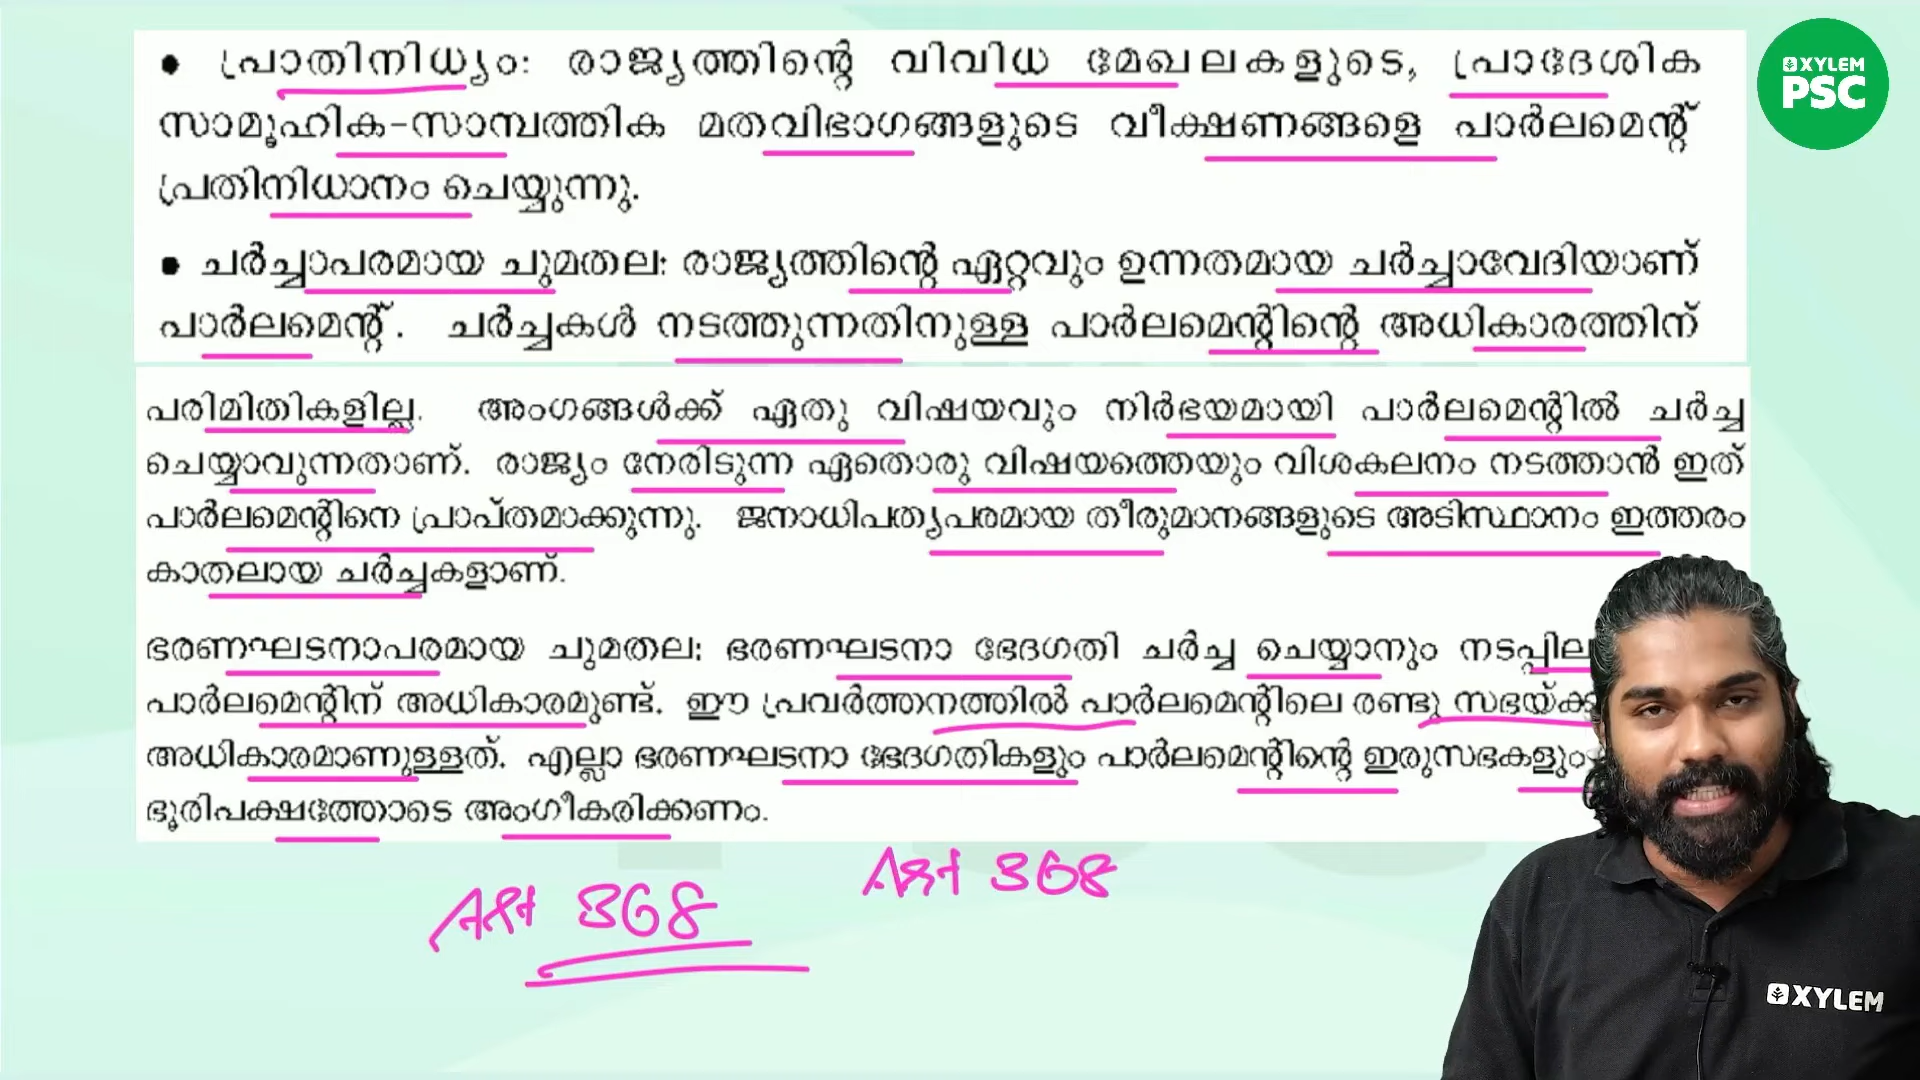 • പ്രാതിനിധ്യം: രാജ്യത്തിന്റെ വിവിധ മേഖലകളുടെ, പ്രാദേശിക
സാമൂഹിക-സാമ്പത്തിക മതവിഭാഗങ്ങളുടെ വീക്ഷണങ്ങളെ പാർലമെന്റ്
പ്രതിനിധാനം ചെയ്യുന്നു.
• ചർച്ചാപരമായ ചുമതല: രാജ്യത്തിന്റെ ഏറ്റവും ഉന്നതമായ ചർച്ചാവേദിയാണ്
പാർലമെന്റ്. ചർച്ചകൾ നടത്തുന്നതിനുള്ള പാർലമെന്റിന്റെ അധികാരത്തിന്
പരിമിതികളില്ല. അംഗങ്ങൾക്ക് ഏതു വിഷയവും നിർഭയമായി പാർലമെന്റിൽ ചർച്ച
ചെയ്യാവുന്നതാണ്. രാജ്യം നേരിടുന്ന ഏതൊരു വിഷയത്തെയും വിശകലനം നടത്താൻ ഇത്
പാർലമെന്റിനെ പ്രാപ്തമാക്കുന്നു. ജനാധിപത്യപരമായ തീരുമാനങ്ങളുടെ അടിസ്ഥാനം ഇത്തരം
കാതലായ ചർച്ചകളാണ്.
ഭരണഘടനാപരമായ ചുമതല: ഭരണഘടനാ ഭേദഗതി ചർച്ച ചെയ്യാനും
പാർലമെന്റിന് അധികാരമുണ്ട്. ഈ പ്രവർത്തനത്തിൽ പാർലമെന്റിലെ രണ്ടു
അധികാരമാണുള്ളത്. എല്ലാ ഭരണഘടനാ ഭേദഗതികളും പാർലമെന്റിന്റെ ഇരുസഭകളും
ഭൂരിപക്ഷത്തോടെ അംഗീകരിക്കണം.
Art 368
Art 368
XYLEM
PSC
XYLEM